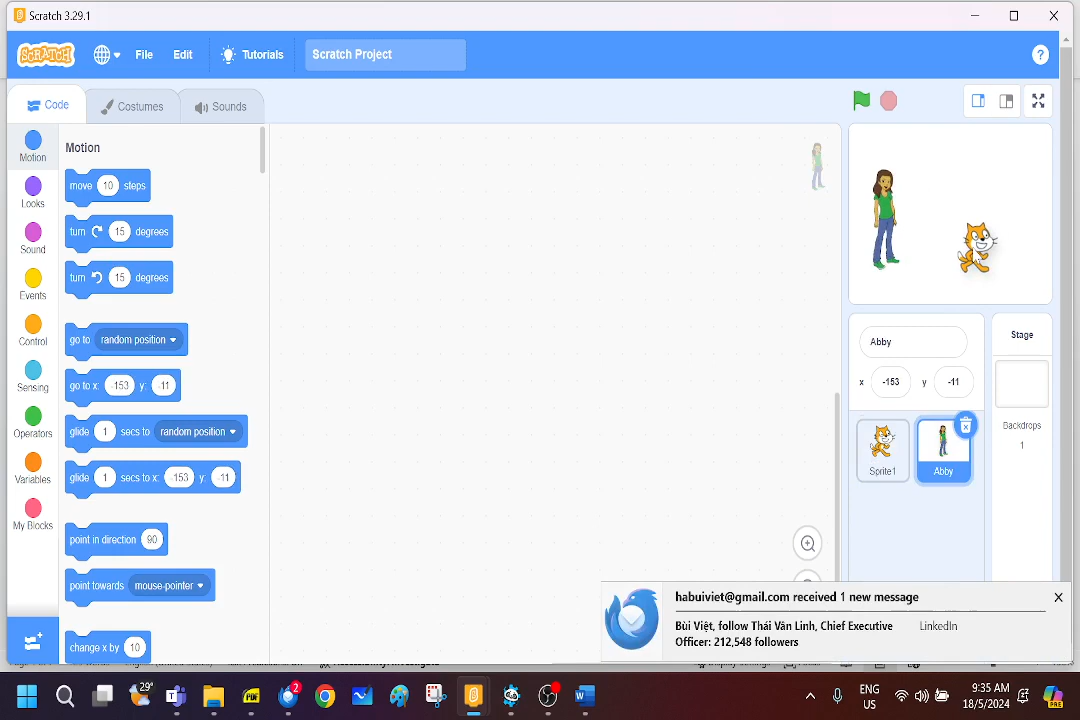 Scratch 3.29.1
SCRATCH
File
Edit
Tutorials
Scratch Project
?
Code
Costumes
Sounds
Motion
Looks
Sound
Events
Control
Sensing
Operators
Variables
My Blocks
Motion
move 10 steps
turn 15 degrees
turn 15 degrees
go to random position
go to x: -153 y: -11
glide 1 secs to random position
glide 1 secs to x: -153 y: -11
point in direction 90
point towards mouse-pointer
change x by 10
Abby
x -153 y -11
Sprite1
Abby
Stage
Backdrops
1
habuiviet@gmail.com received 1 new message
Bùi Việt, follow Thái Vân Linh, Chief Executive LinkedIn
Officer: 212,548 followers
29°
PDF
2
PRE
ENG
US
9:35 AM
18/5/2024